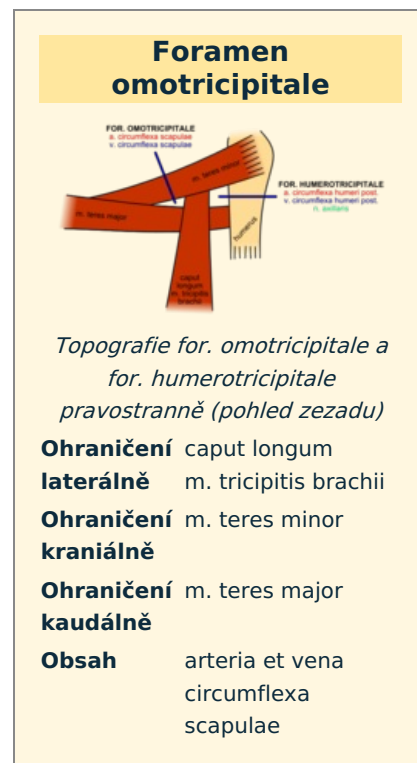 Foramen
omotricipitale
FOR. OMOTRICIPITALE
a. circumflexa scapulae
v. circumflexa scapulae
m. teres minor
FOR. HUMEROTRICIPITALE
a. circumflexa humeri post.
v. circumflexa humeri post.
n. axillaris
m. teres major
humerus
caput
longum
m. tricipitis
brachii
Topografie for. omotricipitale a
for. humerotricipitale
pravostranně (pohled zezadu)
Ohraničení caput longum
laterálně m. tricipitis brachii
Ohraničení m. teres minor
kraniálně
Ohraničení m. teres major
kaudálně
Obsah arteria et vena
circumflexa
scapulae